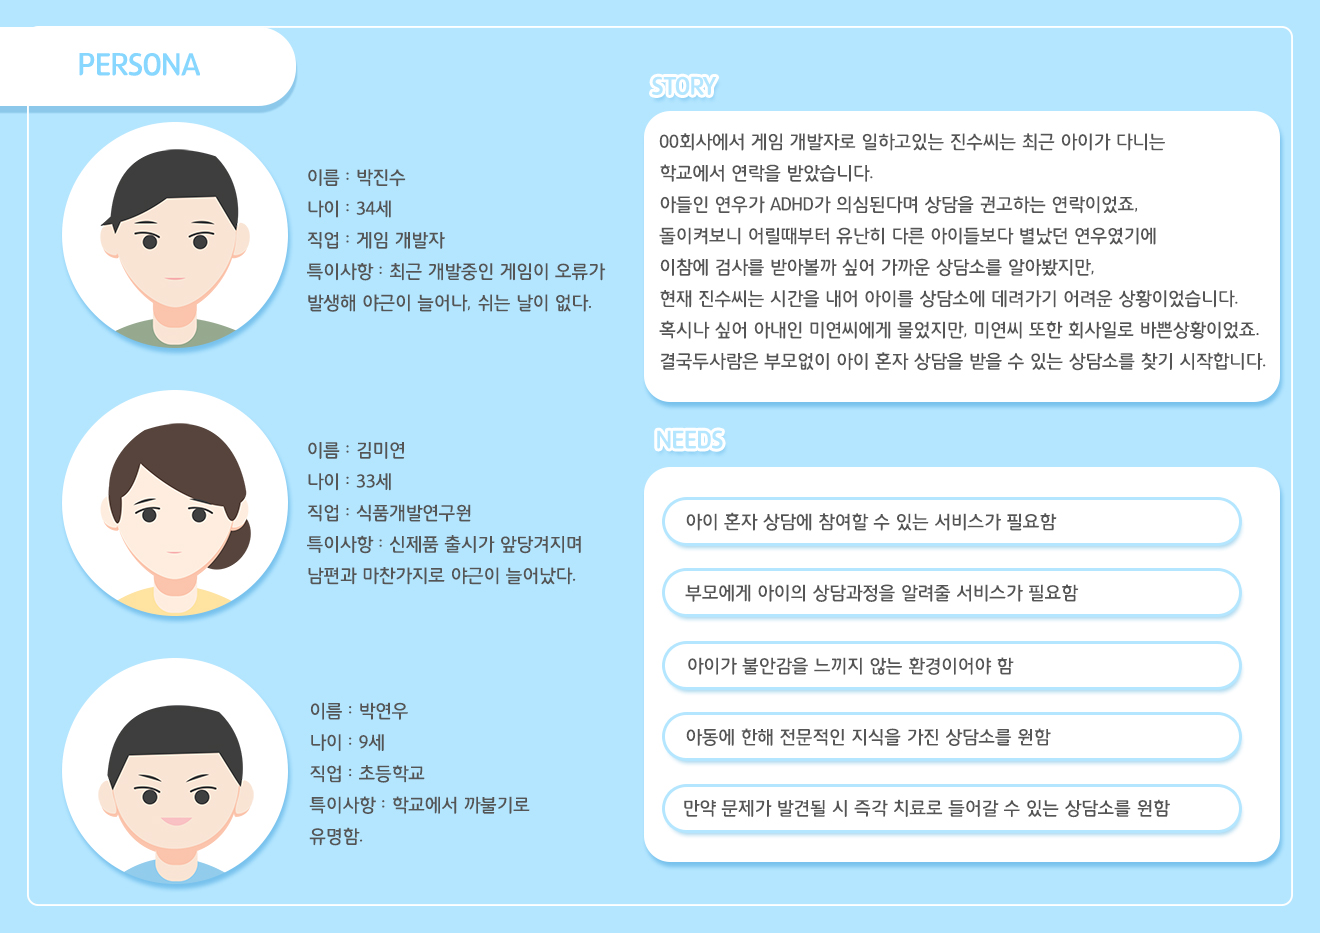 PERSONA
이름 : 박진수
나이 : 34세
직업 : 게임 개발자
특이사항 : 최근 개발중인 게임이 오류가
발생해 야근이 늘어나, 쉬는 날이 없다.
이름 : 김미연
나이 : 33세
직업 : 식품개발연구원
특이사항 : 신제품 출시가 앞당겨지며
남편과 마찬가지로 야근이 늘어났다.
이름 : 박연우
나이 : 9세
직업 : 초등학교
특이사항 : 학교에서 까불기로
유명함.
STORY
00회사에서 게임 개발자로 일하고있는 진수씨는 최근 아이가 다니는
학교에서 연락을 받았습니다.
아들인 연우가 ADHD가 의심된다며 상담을 권고하는 연락이었죠,
돌이켜보니 어릴때부터 유난히 다른 아이들보다 별났던 연우였기에
이참에 검사를 받아볼까 싶어 가까운 상담소를 알아봤지만,
현재 진수씨는 시간을 내어 아이를 상담소에 데려가기 어려운 상황이었습니다.
혹시나 싶어 아내인 미연씨에게 물었지만, 미연씨 또한 회사일로 바쁜상황이었죠.
결국두사람은 부모없이 아이 혼자 상담을 받을 수 있는 상담소를 찾기 시작합니다.
NEEDS
아이 혼자 상담에 참여할 수 있는 서비스가 필요함
부모에게 아이의 상담과정을 알려줄 서비스가 필요함
아이가 불안감을 느끼지 않는 환경이어야 함
아동에 한해 전문적인 지식을 가진 상담소를 원함
만약 문제가 발견될 시 즉각 치료로 들어갈 수 있는 상담소를 원함